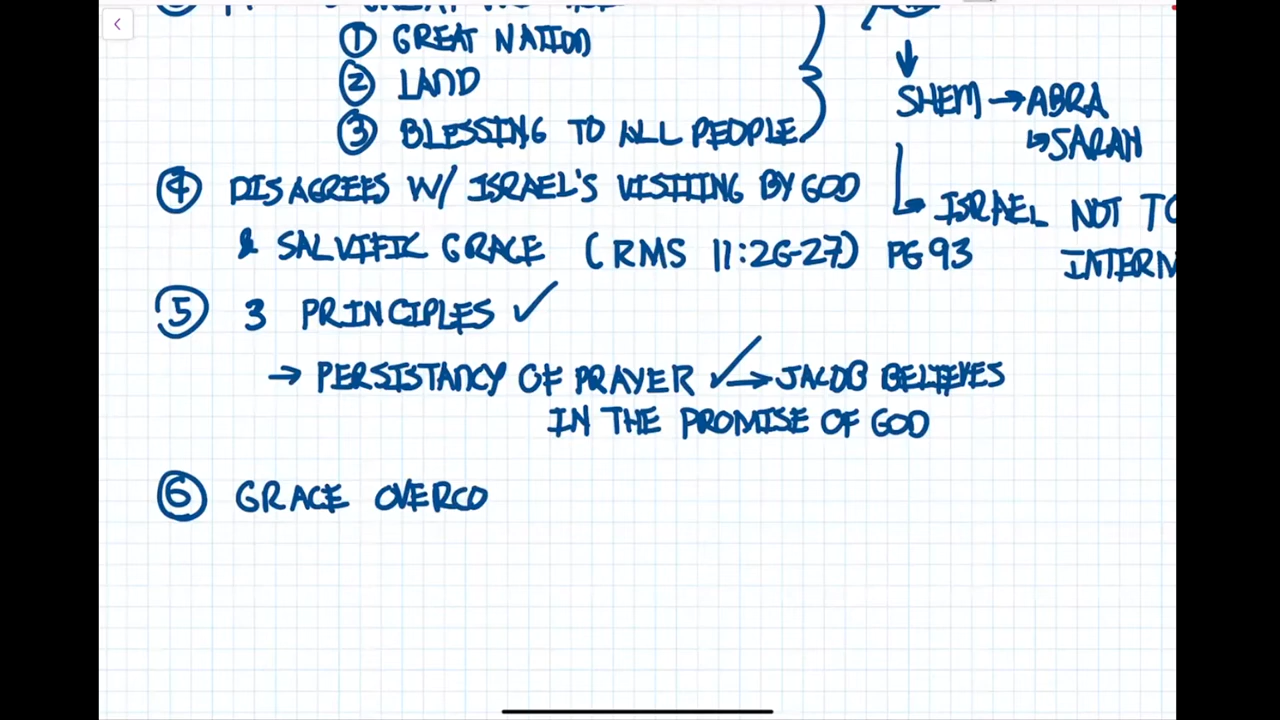 ① GREAT NATION
② LAND
③ BLESSING TO ALL PEOPLE
SHEM → ABRA
↳ SARAH
④ DISAGREES W/ ISRAEL'S VISITING BY GOD
& SALVIFIC GRACE (RMS 11:26-27) PG 93
↳ ISRAEL NOT TO
INTERM
⑤ 3 PRINCIPLES ✓
→ PERSISTANCY OF PRAYER ✓ → JACOB BELIEVES
IN THE PROMISE OF GOD
⑥ GRACE OVERCO